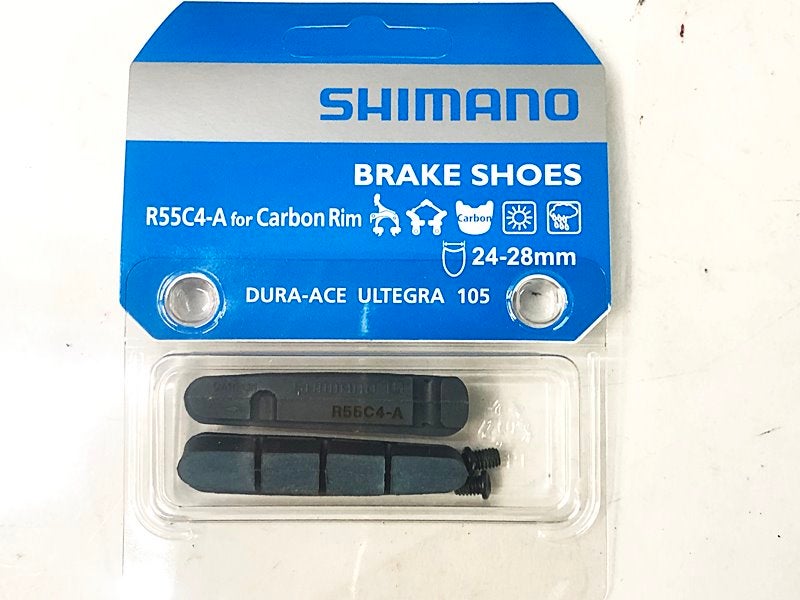 SHIMANO
BRAKE SHOES
R55C4-A for Carbon Rim
Carbon
24-28mm
DURA-ACE ULTEGRA 105
R55C4-A